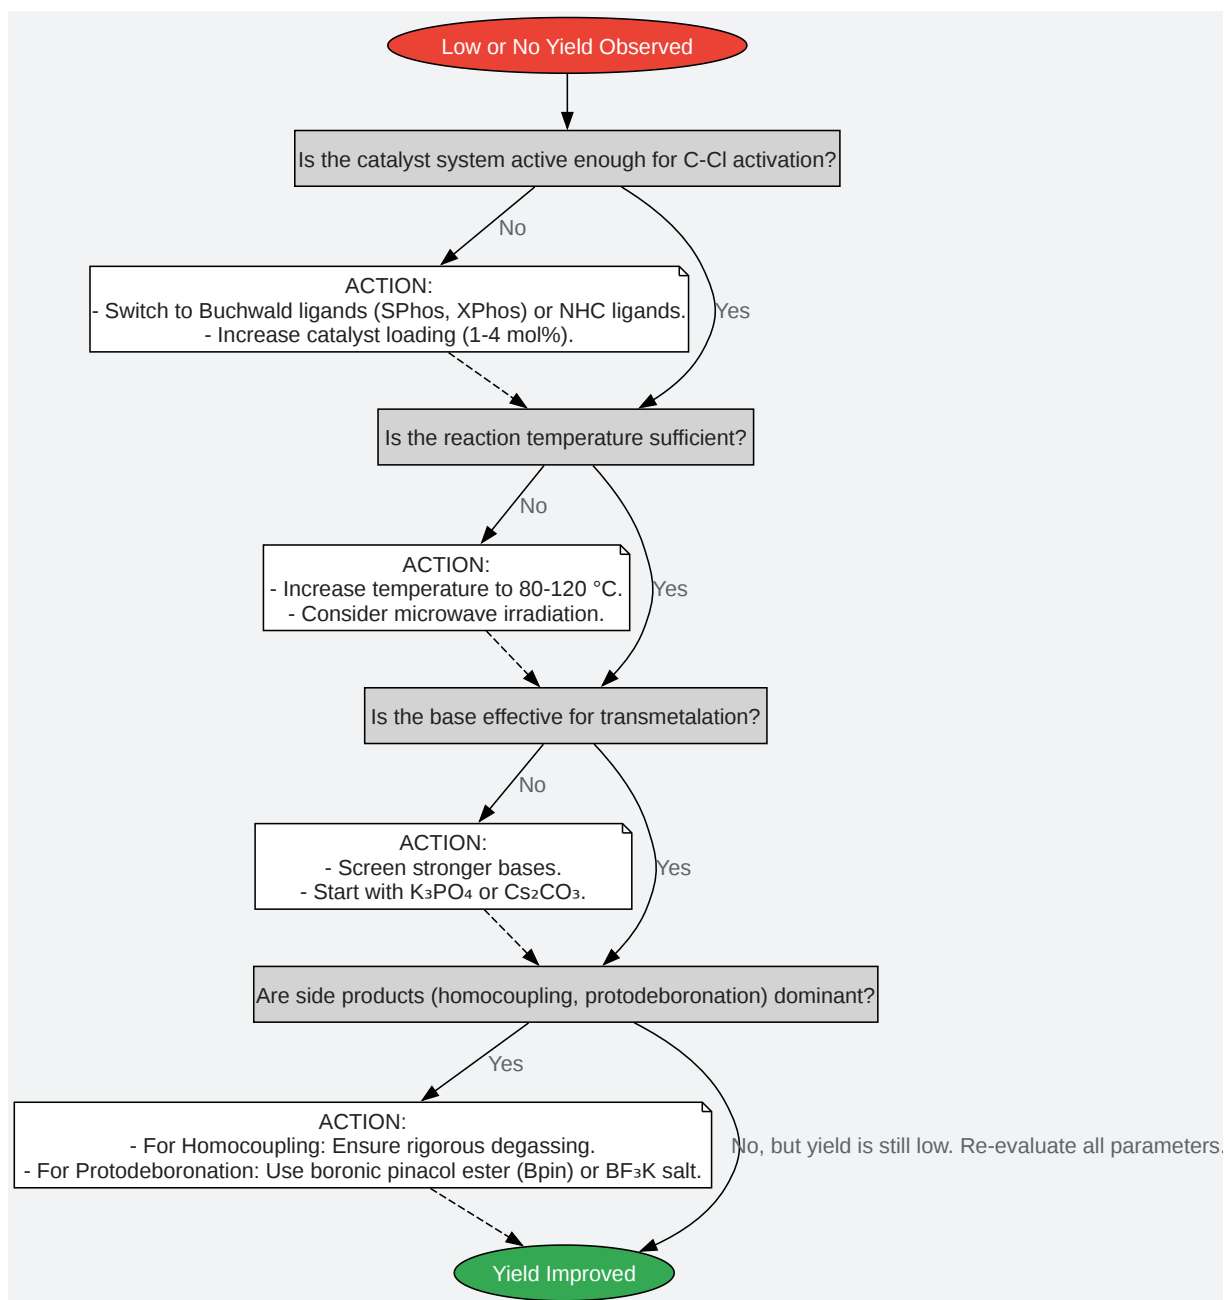 Low or No Yield Observed
Is the catalyst system active enough for C-Cl activation?
No
ACTION:
- Switch to Buchwald ligands (SPhos, XPhos) or NHC ligands.
- Increase catalyst loading (1-4 mol%).
Yes
Is the reaction temperature sufficient?
No
ACTION:
- Increase temperature to 80-120 °C.
- Consider microwave irradiation.
Yes
Is the base effective for transmetalation?
No
ACTION:
- Screen stronger bases.
- Start with K₃PO₄ or Cs₂CO₃.
Yes
Are side products (homocoupling, protodeboronation) dominant?
Yes
ACTION:
- For Homocoupling: Ensure rigorous degassing.
- For Protodeboronation: Use boronic pinacol ester (Bpin) or BF₃K salt.
No, but yield is still low. Re-evaluate all parameters.
Yield Improved